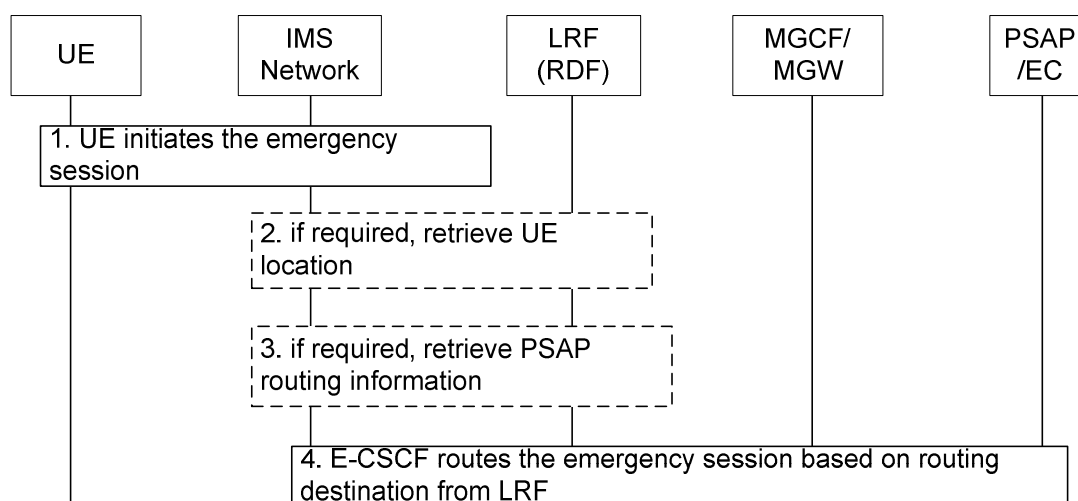 UE
IMS
Network
LRF
(RDF)
MGCF/
MGW
PSAP
/EC
1. UE initiates the emergency
session
2. if required, retrieve UE
location
3. if required, retrieve PSAP
routing information
4. E-CSCF routes the emergency session based on routing
destination from LRF